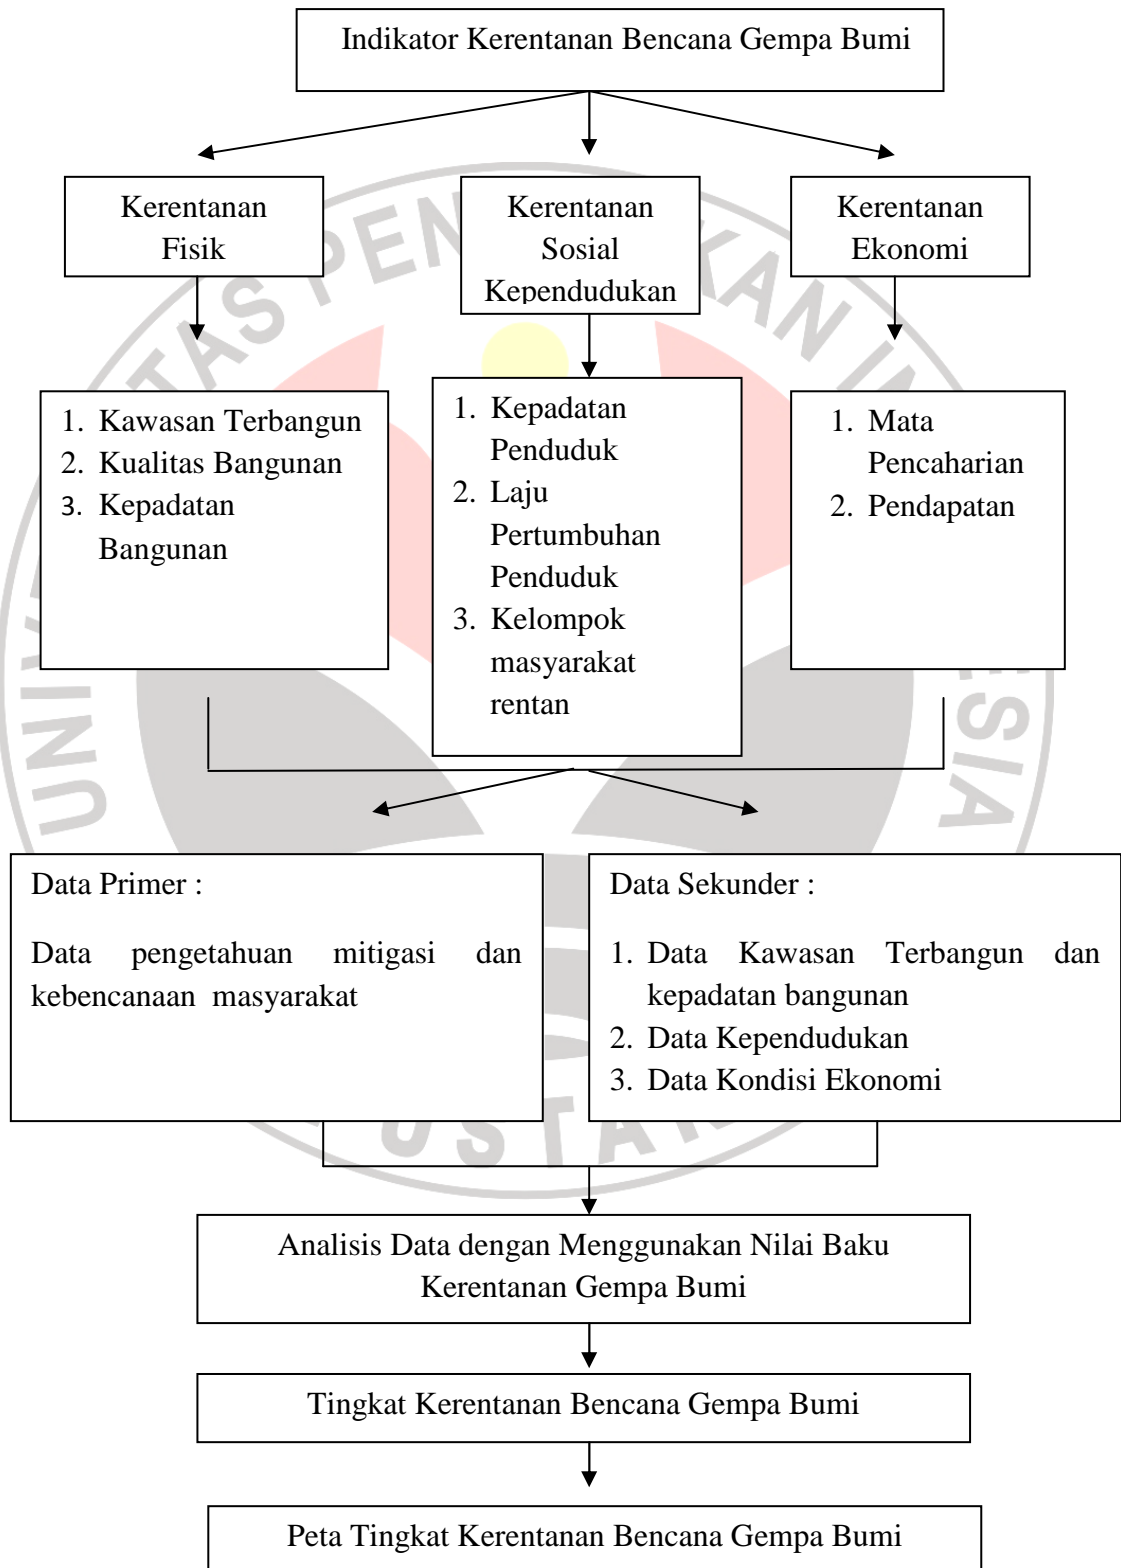 Indikator Kerentanan Bencana Gempa Bumi
Kerentanan
Fisik
Kerentanan
Sosial
Kependudukan
Kerentanan
Ekonomi
1. Kawasan Terbangun
2. Kualitas Bangunan
3. Kepadatan
Bangunan
1. Kepadatan
Penduduk
2. Laju
Pertumbuhan
Penduduk
3. Kelompok
masyarakat
rentan
1. Mata
Pencaharian
2. Pendapatan
Data Primer :
Data pengetahuan mitigasi dan
kebencanaan masyarakat
Data Sekunder :
1. Data Kawasan Terbangun dan
kepadatan bangunan
2. Data Kependudukan
3. Data Kondisi Ekonomi
Analisis Data dengan Menggunakan Nilai Baku
Kerentanan Gempa Bumi
Tingkat Kerentanan Bencana Gempa Bumi
Peta Tingkat Kerentanan Bencana Gempa Bumi